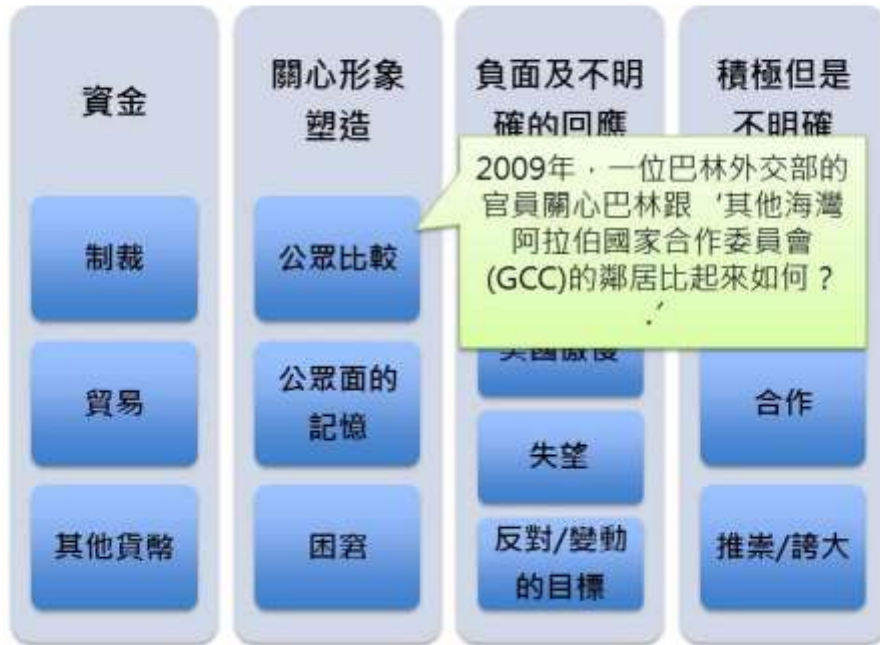 資金
制裁
貿易
其他貨幣
關心形象
塑造
公眾比較
公眾面的
記憶
困窘
負面及不明
確的回應
美國傲慢
失望
反對/變動
的目標
積極但是
不明確
合作
推崇/誇大
2009年，一位巴林外交部的
官員關心巴林跟‘其他海灣
阿拉伯國家合作委員會
(GCC)的鄰居比起來如何？
.’